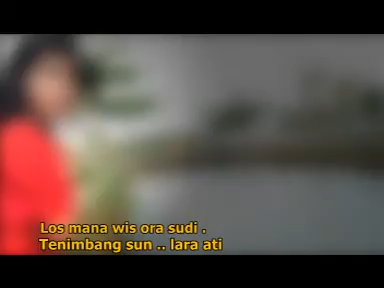 Los mana wis ora sudi .
Tenimbang sun .. lara ati